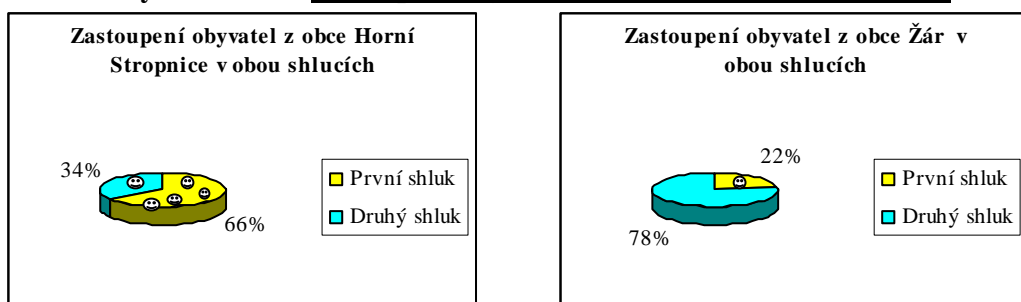 Zastoupení obyvatel z obce Horní
Stropnice v obou shlucích
34%
66%
První shluk
Druhý shluk
Zastoupení obyvatel z obce Žár v
obou shlucích
22%
78%
První shluk
Druhý shluk